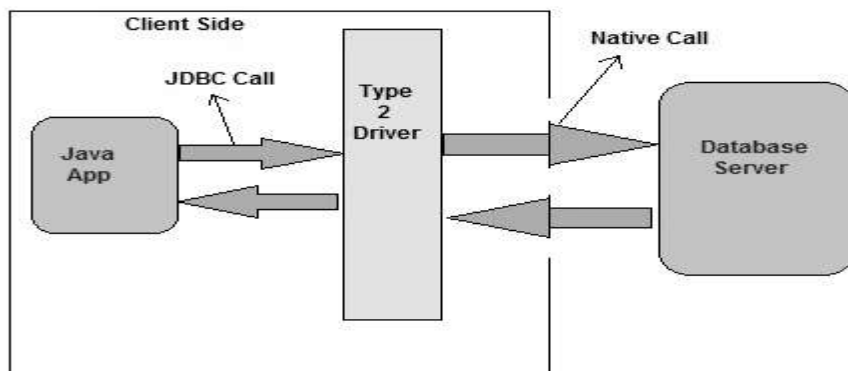 Client Side
Native Call
JDBC Call
Type
2
Driver
Java
App
Database
Server